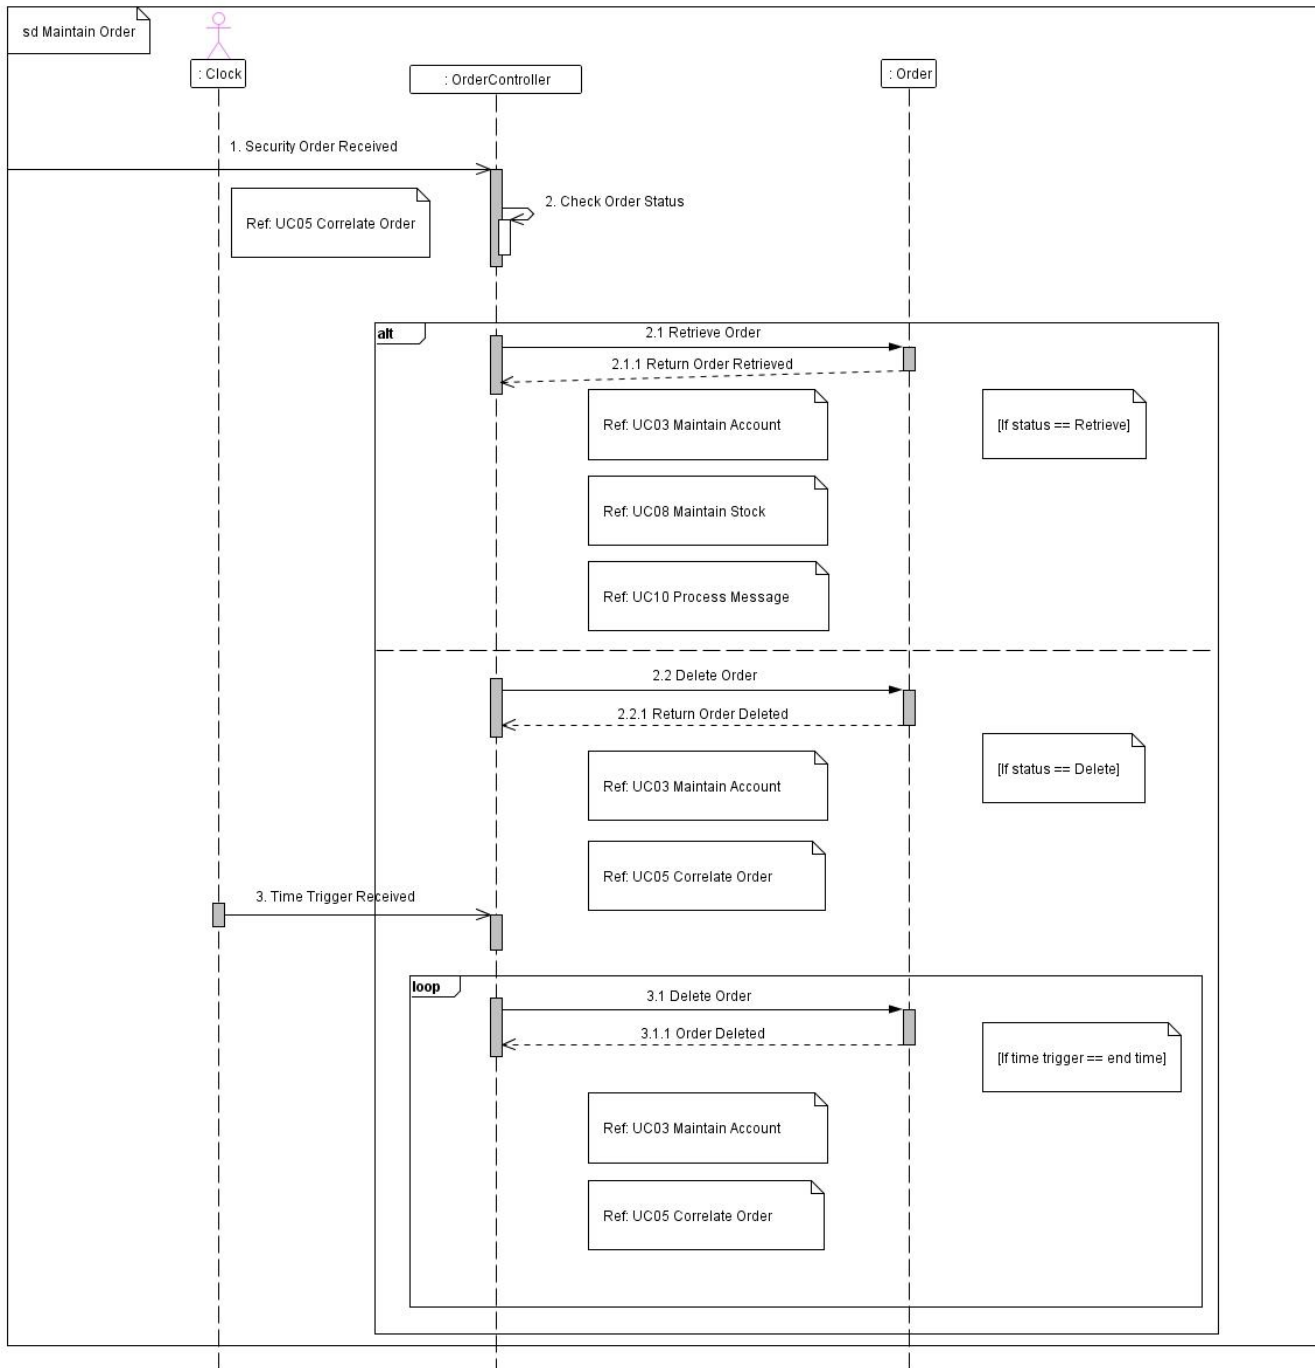 sd Maintain Order
: Clock
: OrderController
: Order
1. Security Order Received
2. Check Order Status
Ref: UC05 Correlate Order
alt
2.1 Retrieve Order
2.1.1 Return Order Retrieved
Ref: UC03 Maintain Account
[If status == Retrieve]
Ref: UC08 Maintain Stock
Ref: UC10 Process Message
2.2 Delete Order
2.2.1 Return Order Deleted
[If status == Delete]
Ref: UC03 Maintain Account
Ref: UC05 Correlate Order
3. Time Trigger Received
loop
3.1 Delete Order
3.1.1 Order Deleted
[If time trigger == end time]
Ref: UC03 Maintain Account
Ref: UC05 Correlate Order